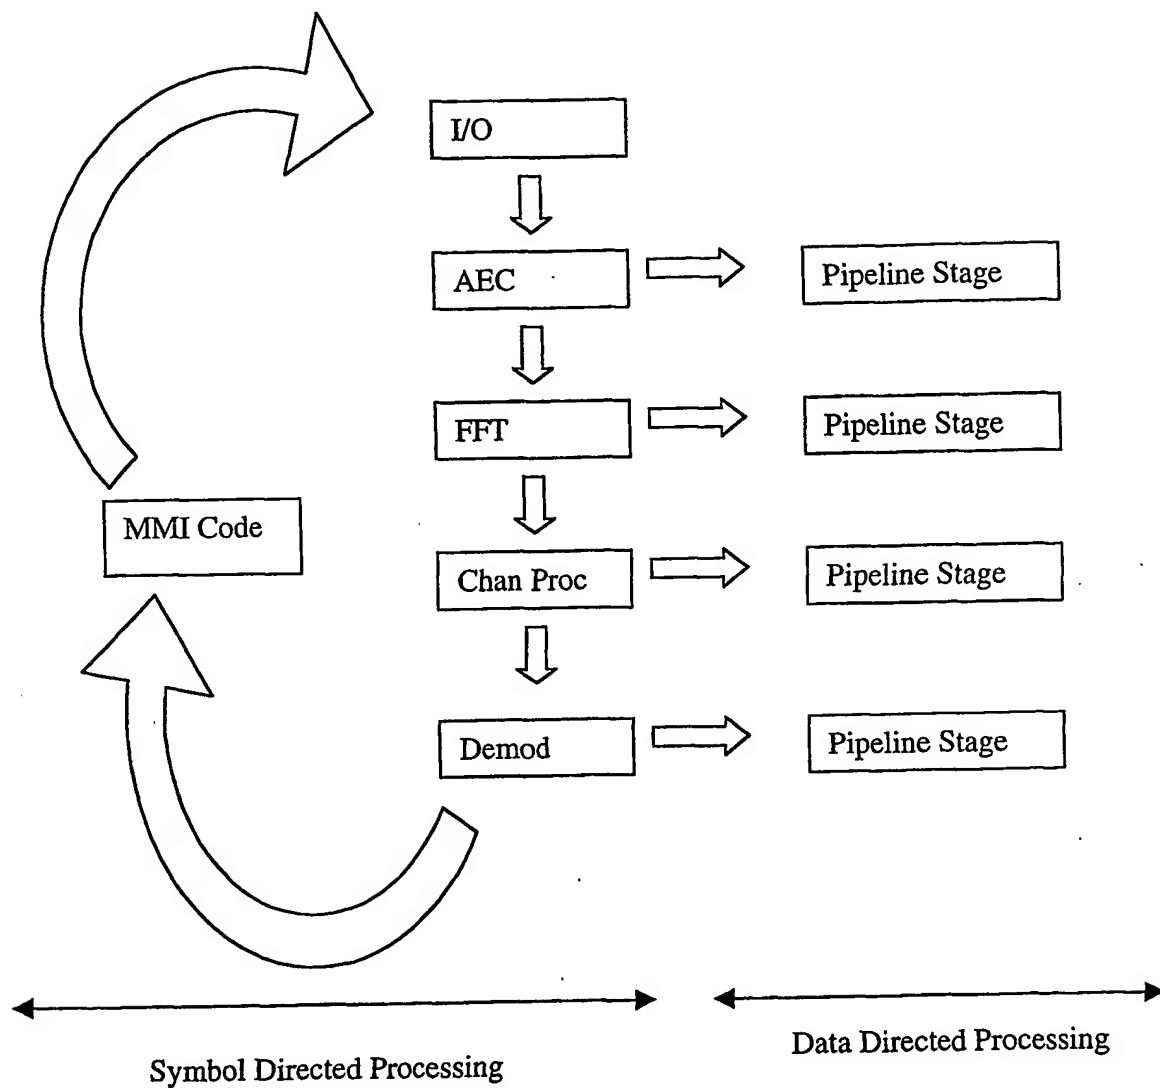 I/O
AEC
Pipeline Stage
FFT
Pipeline Stage
MMI Code
Chan Proc
Pipeline Stage
Demod
Pipeline Stage
Symbol Directed Processing
Data Directed Processing